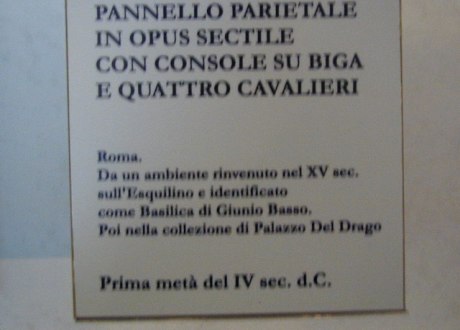 PANNELLO PARIETALE
IN OPUS SECTILE
CON CONSOLE SU BIGA
E QUATTRO CAVALIERI
Roma.
Da un ambiente rinvenuto nel XV sec.
sull'Esquilino e identificato
come Basilica di Giunio Basso.
Poi nella collezione di Palazzo Del Drago
Prima metà del IV sec. d.C.